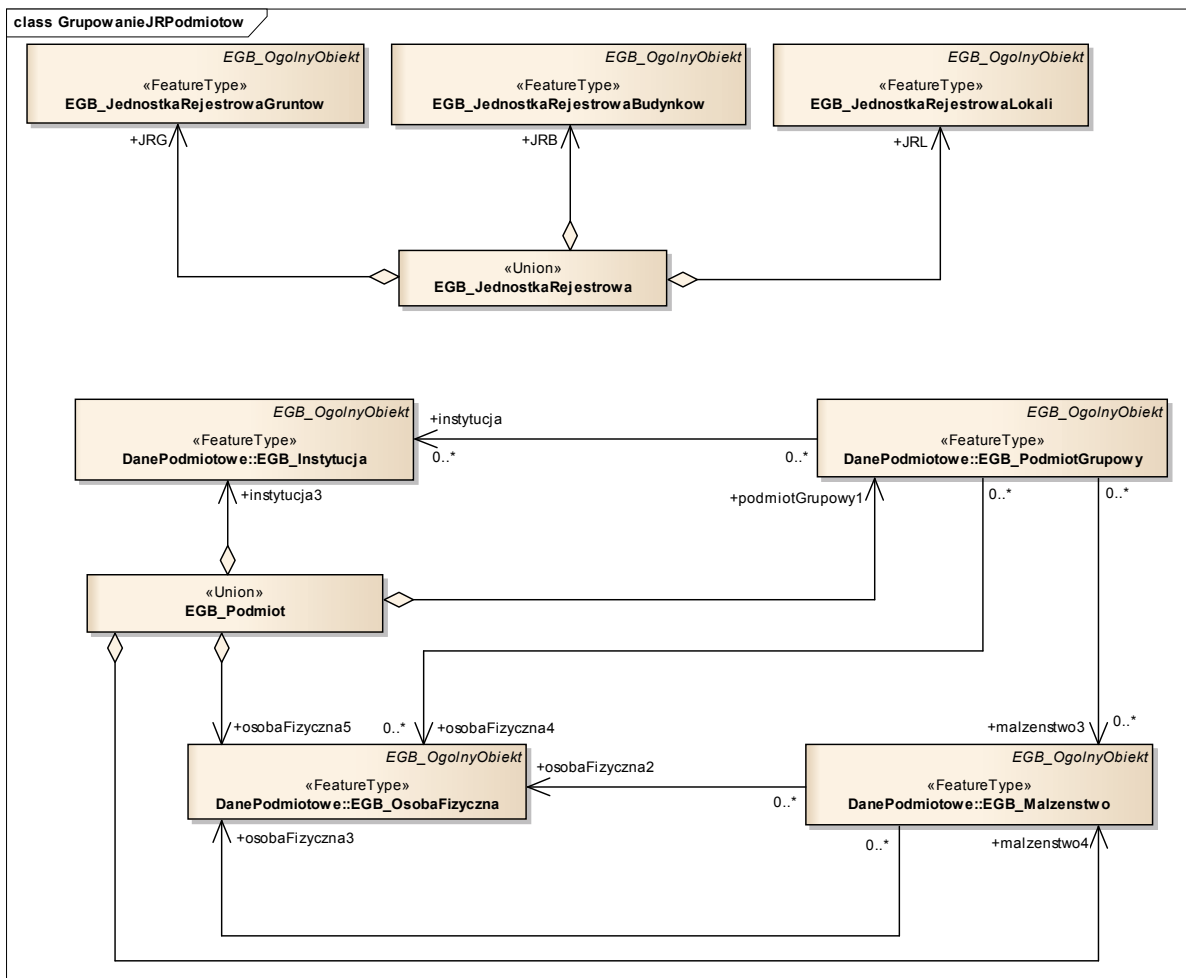 class GrupowanieJRPodmiotow
EGB_OgolnyObiekt
«FeatureType»
EGB_JednostkaRejestrowaGruntow
EGB_OgolnyObiekt
«FeatureType»
EGB_JednostkaRejestrowaBudynkow
EGB_OgolnyObiekt
«FeatureType»
EGB_JednostkaRejestrowaLokali
+JRG
+JRB
+JRL
«Union»
EGB_JednostkaRejestrowa
EGB_OgolnyObiekt
«FeatureType»
DanePodmiotowe::EGB_Instytucja
+instytucja
0..*
0..*
EGB_OgolnyObiekt
«FeatureType»
DanePodmiotowe::EGB_PodmiotGrupowy
+instytucja3
+podmiotGrupowy1
0..*
0..*
«Union»
EGB_Podmiot
+osobaFizyczna5
0..*
+osobaFizyczna4
+malzenstwo3
0..*
EGB_OgolnyObiekt
«FeatureType»
DanePodmiotowe::EGB_OsobaFizyczna
+osobaFizyczna2
0..*
EGB_OgolnyObiekt
«FeatureType»
DanePodmiotowe::EGB_Malzenstwo
+osobaFizyczna3
0..*
+malzenstwo4